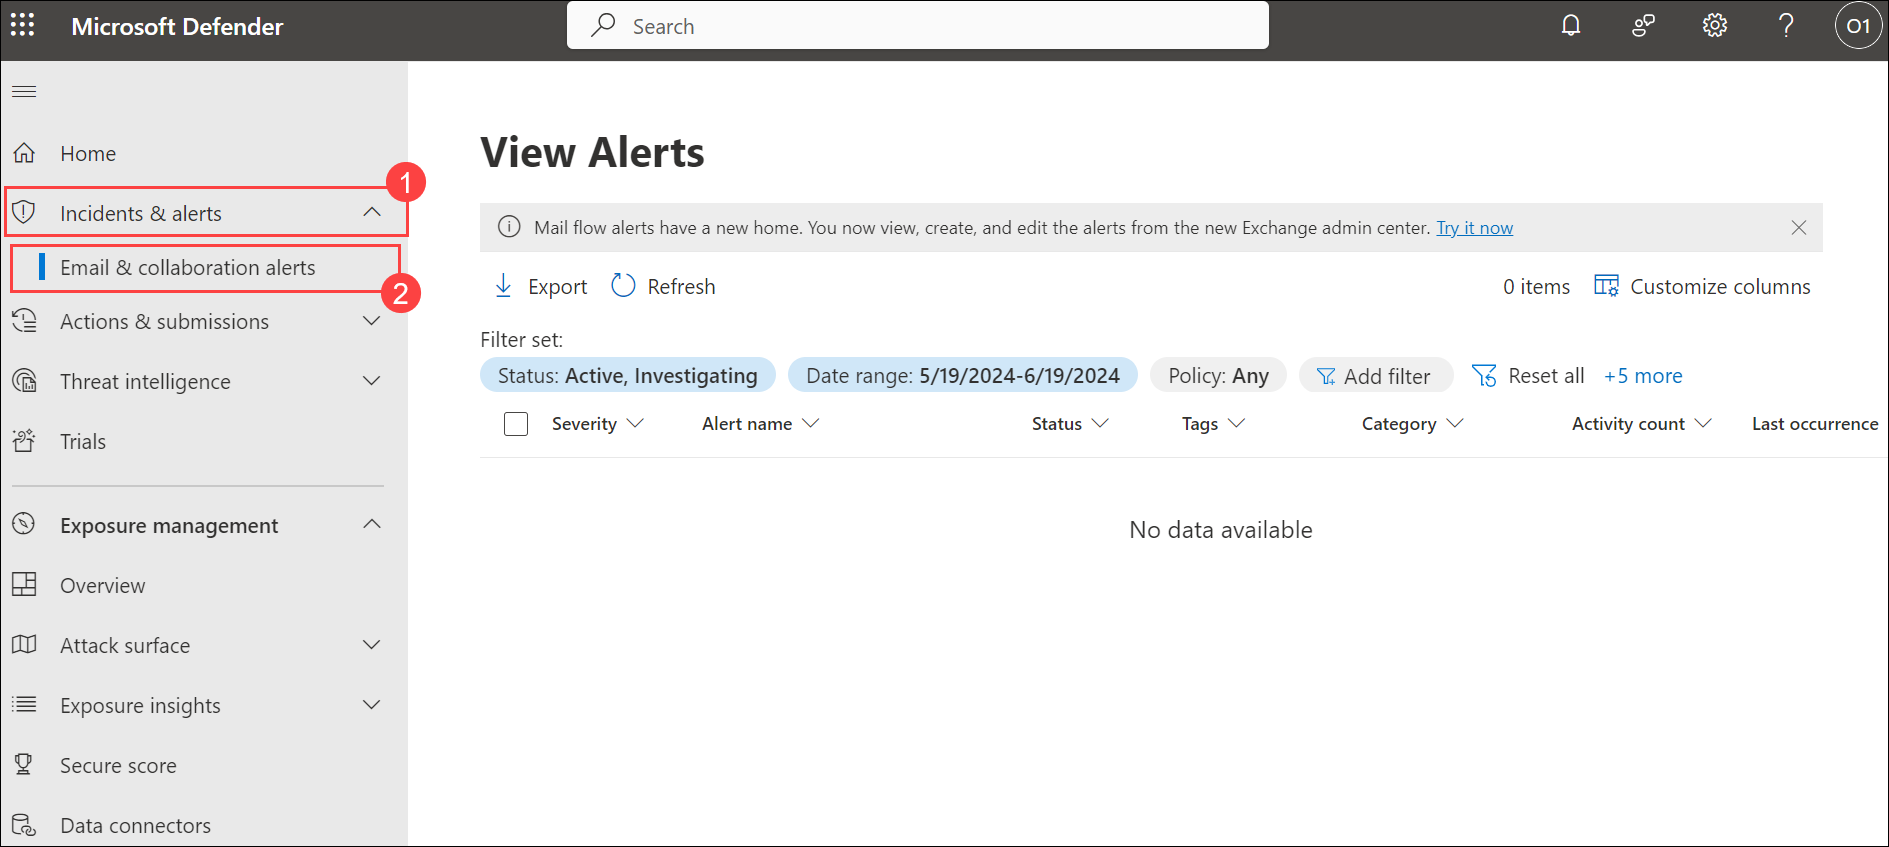 Microsoft Defender
Search
O1
Home
1
Incidents & alerts
Email & collaboration alerts
2
Actions & submissions
Threat intelligence
Trials
Exposure management
Overview
Attack surface
Exposure insights
Secure score
Data connectors
View Alerts
Mail flow alerts have a new home. You now view, create, and edit the alerts from the new Exchange admin center. Try it now
Export Refresh 0 items Customize columns
Filter set:
Status: Active, Investigating Date range: 5/19/2024-6/19/2024 Policy: Any Add filter Reset all +5 more
Severity Alert name Status Tags Category Activity count Last occurrence
No data available